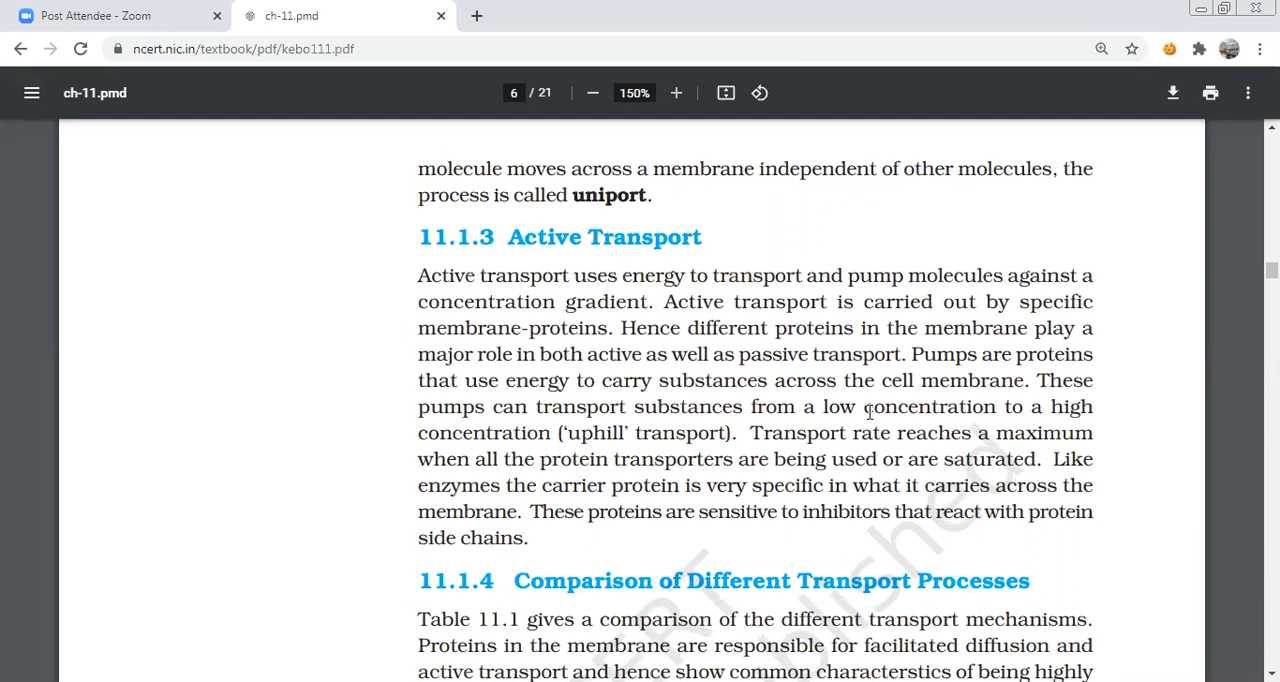 Post Attendee - Zoom
ch-11.pmd
ncert.nic.in/textbook/pdf/kebo111.pdf
ch-11.pmd
6 / 21
150%
molecule moves across a membrane independent of other molecules, the
process is called uniport.
11.1.3 Active Transport
Active transport uses energy to transport and pump molecules against a
concentration gradient. Active transport is carried out by specific
membrane-proteins. Hence different proteins in the membrane play a
major role in both active as well as passive transport. Pumps are proteins
that use energy to carry substances across the cell membrane. These
pumps can transport substances from a low concentration to a high
concentration (‘uphill’ transport). Transport rate reaches a maximum
when all the protein transporters are being used or are saturated. Like
enzymes the carrier protein is very specific in what it carries across the
membrane. These proteins are sensitive to inhibitors that react with protein
side chains.
11.1.4 Comparison of Different Transport Processes
Table 11.1 gives a comparison of the different transport mechanisms.
Proteins in the membrane are responsible for facilitated diffusion and
active transport and hence show common characterstics of being highly